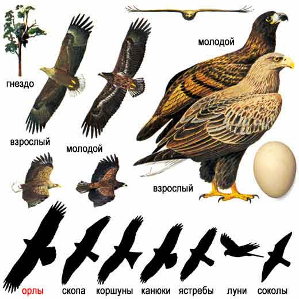 молодой
гнездо
взрослый
молодой
взрослый
орлы скопа коршуны канюки ястребы луни соколы